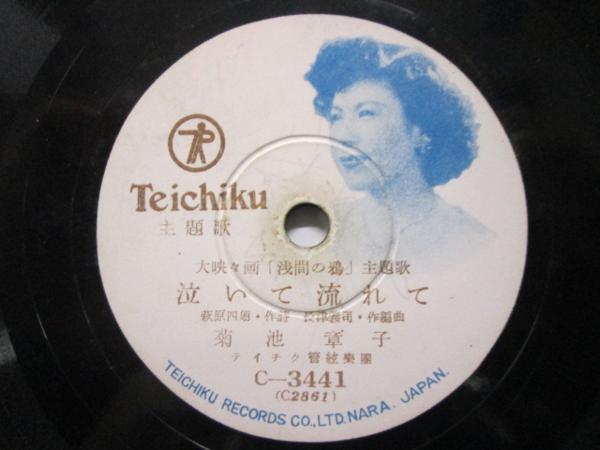 Teichiku
主題歌
大映々画「浅間の鴉」主題歌
泣いて流れて
萩原四朗・作詩 長津義司・作編曲
菊池章子
テイチク管絃樂團
C—3441
(C2861)
TEICHIKU RECORDS CO., LTD. NARA. JAPAN.